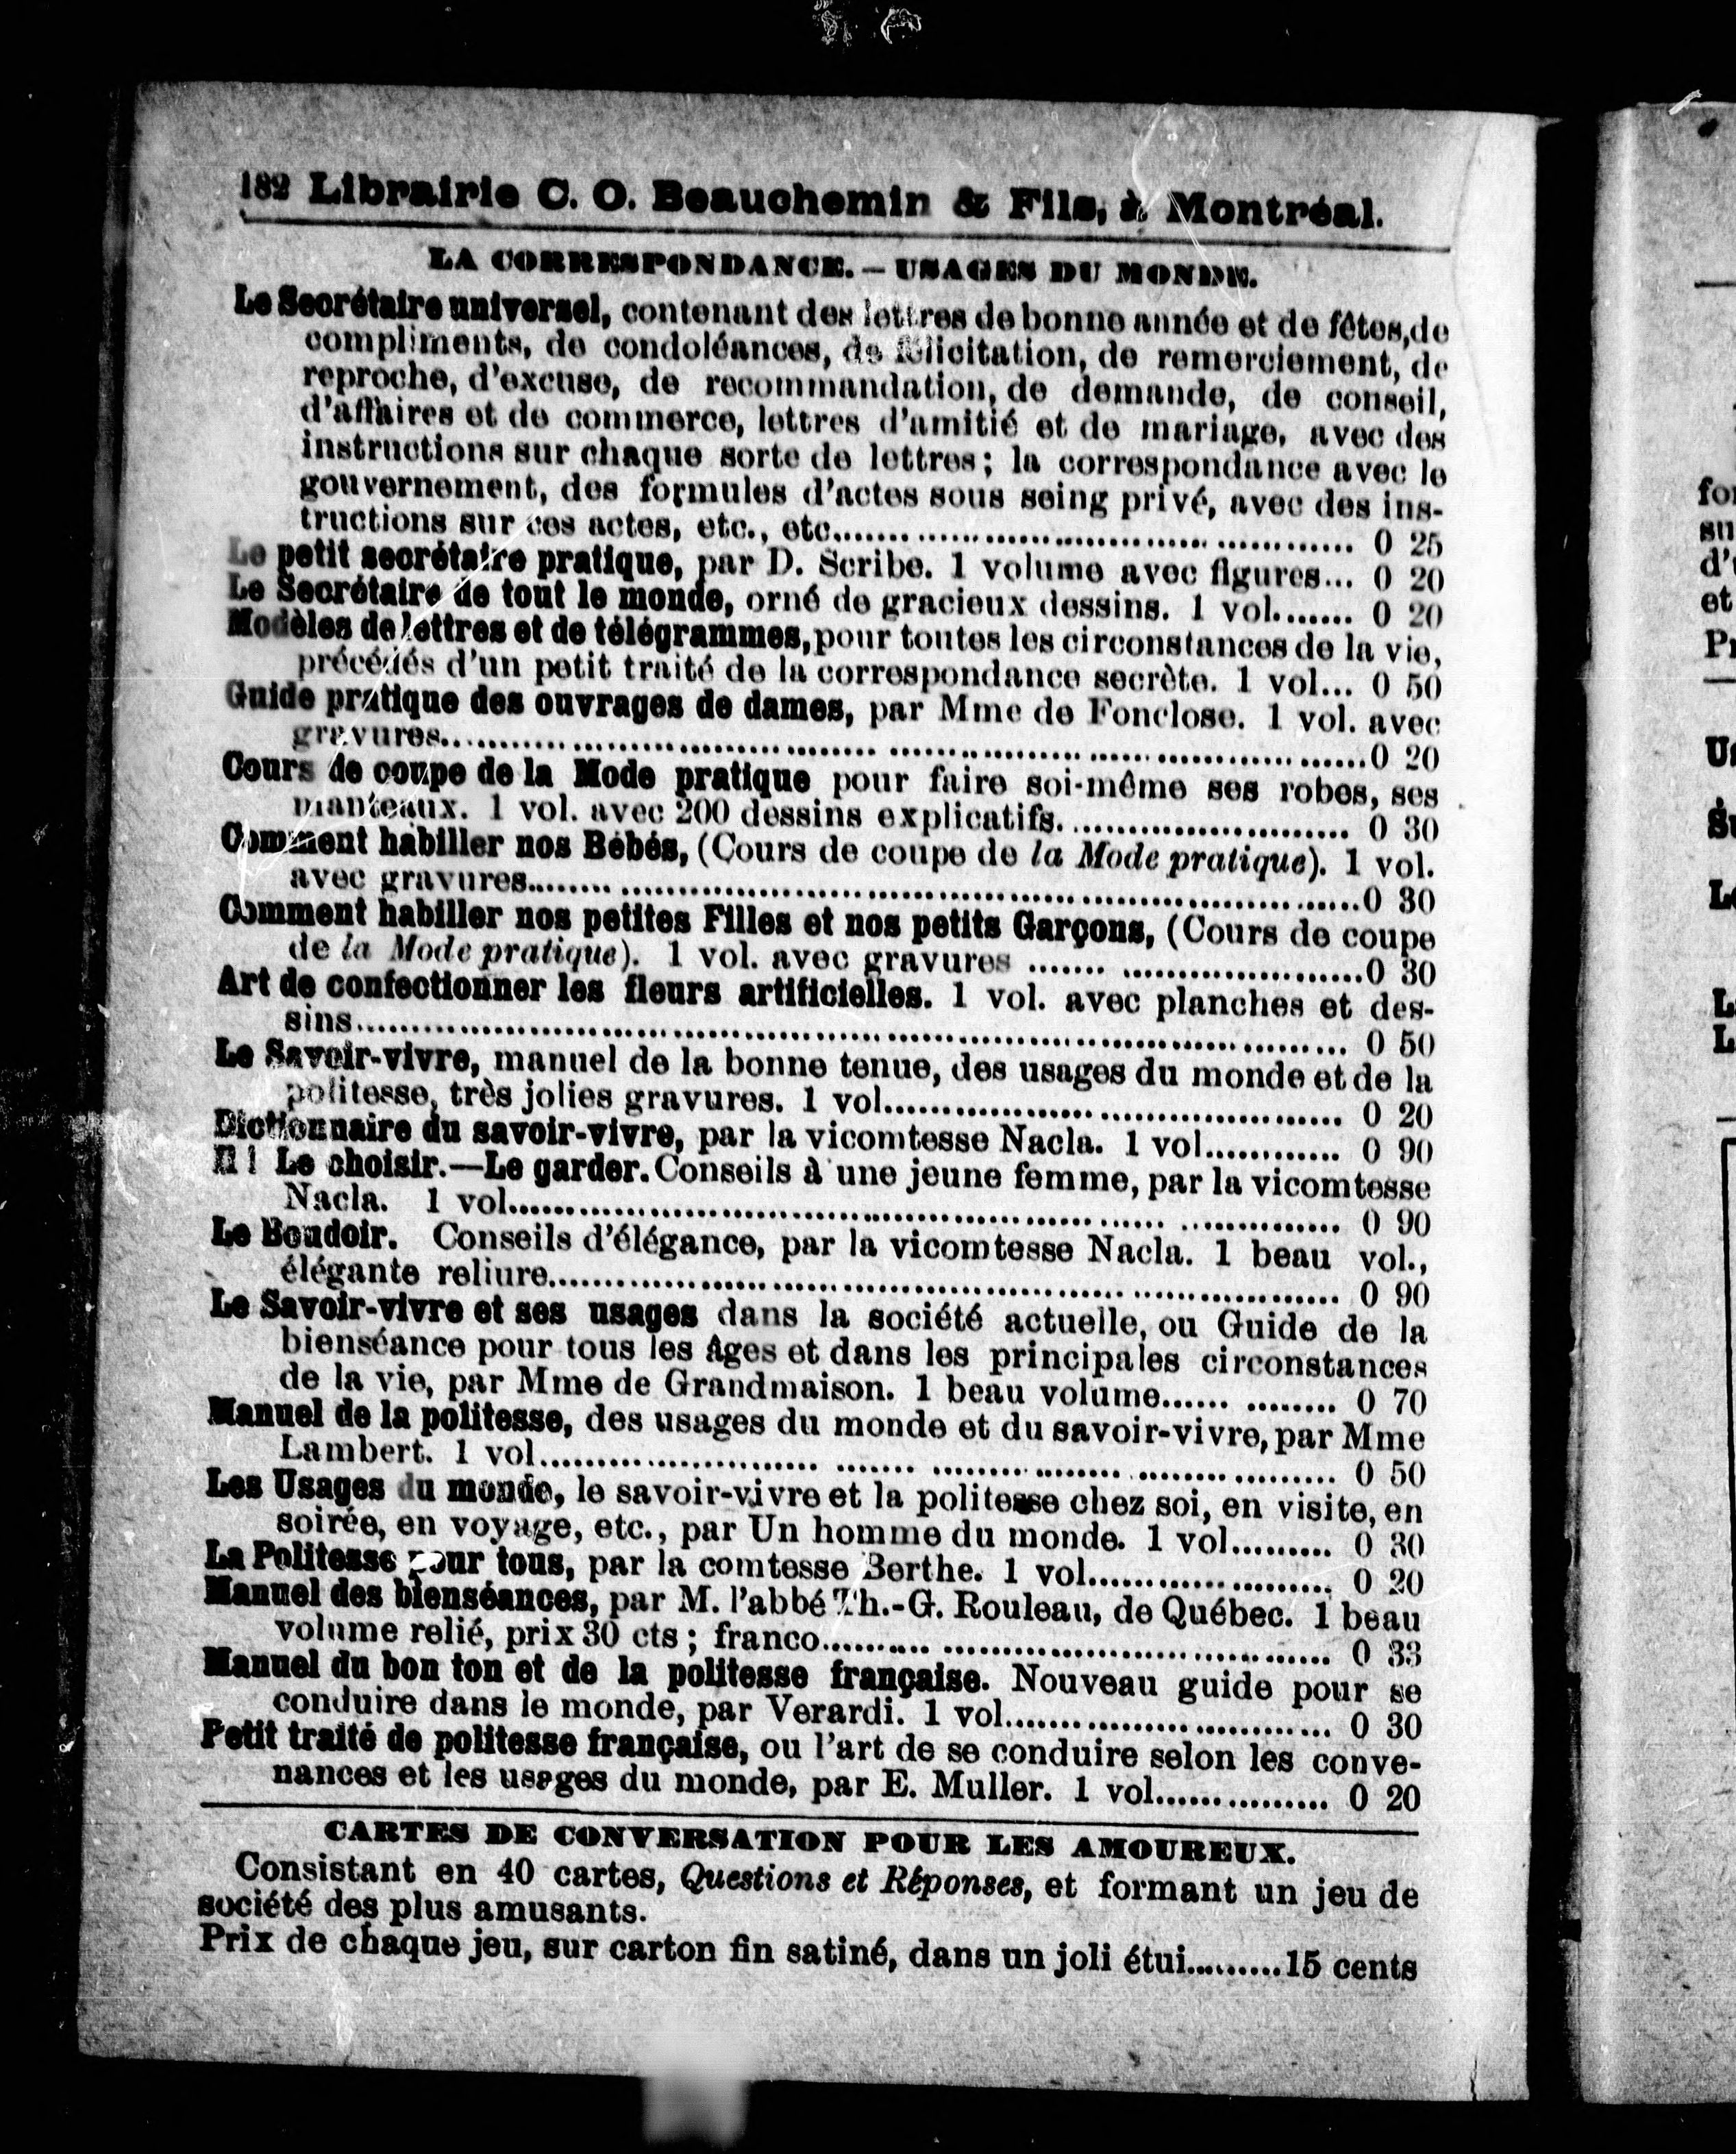 182 Librairie C. O. Beauchemin & Fils, à Montréal.
LA CORRESPONDANCE. — USAGES DU MONDE.
Le Secrétaire universel, contenant des lettres de bonne année et de fêtes, de
compliments, de condoléances, de félicitation, de remerciement, de
reproche, d'excuse, de recommandation, de demande, de conseil,
d'affaires et de commerce, lettres d'amitié et de mariage, avec des
instructions sur chaque sorte de lettres; la correspondance avec le
gouvernement, des formules d'actes sous seing privé, avec des ins-
tructions sur ces actes, etc., etc........ 0 25
Le petit secrétaire pratique, par D. Scribe. 1 volume avec figures... 0 20
Le Secrétaire de tout le monde, orné de gracieux dessins. 1 vol....... 0 20
Modèles de lettres et de télégrammes, pour toutes les circonstances de la vie,
précédés d'un petit traité de la correspondance secrète. 1 vol... 0 50
Guide pratique des ouvrages de dames, par Mme de Fonclose. 1 vol. avec
gravures........ 0 20
Cours de coupe de la Mode pratique pour faire soi-même ses robes, ses
manteaux. 1 vol. avec 200 dessins explicatifs........ 0 30
Comment habiller nos Bébés, (Cours de coupe de la Mode pratique). 1 vol.
avec gravures........ 0 30
Comment habiller nos petites Filles et nos petits Garçons, (Cours de coupe
de la Mode pratique). 1 vol. avec gravures ........ 0 30
Art de confectionner les fleurs artificielles. 1 vol. avec planches et des-
sins........ 0 50
Le Savoir-vivre, manuel de la bonne tenue, des usages du monde et de la
politesse, très jolies gravures. 1 vol........ 0 20
Dictionnaire du savoir-vivre, par la vicomtesse Nacla. 1 vol........ 0 90
Il ! Le choisir.—Le garder. Conseils à une jeune femme, par la vicomtesse
Nacla. 1 vol........ 0 90
Le Boudoir. Conseils d'élégance, par la vicomtesse Nacla. 1 beau vol.,
élégante reliure........ 0 90
Le Savoir-vivre et ses usages dans la société actuelle, ou Guide de la
bienséance pour tous les âges et dans les principales circonstances
de la vie, par Mme de Grandmaison. 1 beau volume........ 0 70
Manuel de la politesse, des usages du monde et du savoir-vivre, par Mme
Lambert. 1 vol........ 0 50
Les Usages du monde, le savoir-vivre et la politesse chez soi, en visite, en
soirée, en voyage, etc., par Un homme du monde. 1 vol......... 0 30
La Politesse pour tous, par la comtesse Berthe. 1 vol........ 0 20
Manuel des bienséances, par M. l'abbé Th.-G. Rouleau, de Québec. 1 beau
volume relié, prix 30 cts ; franco........ 0 33
Manuel du bon ton et de la politesse française. Nouveau guide pour se
conduire dans le monde, par Verardi. 1 vol........ 0 30
Petit traité de politesse française, ou l'art de se conduire selon les conve-
nances et les usages du monde, par E. Muller. 1 vol........ 0 20
CARTES DE CONVERSATION POUR LES AMOUREUX.
Consistant en 40 cartes, Questions et Réponses, et formant un jeu de
société des plus amusants.
Prix de chaque jeu, sur carton fin satiné, dans un joli étui.........15 cents